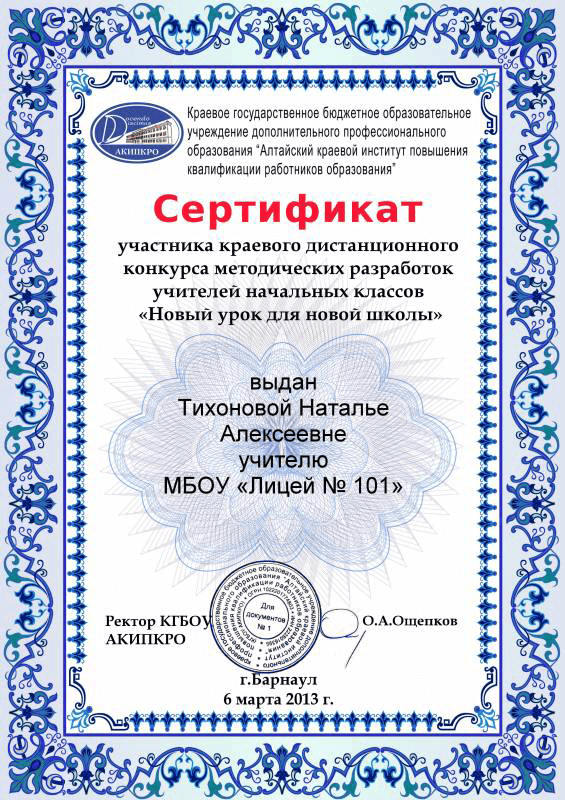 Docendo
Discimus
АКИПКРО
Краевое государственное бюджетное образовательное
учреждение дополнительного профессионального
образования “Алтайский краевой институт повышения
квалификации работников образования”
Сертификат
участника краевого дистанционного
конкурса методических разработок
учителей начальных классов
«Новый урок для новой школы»
выдан
Тихоновой Наталье
Алексеевне
учителю
МБОУ «Лицей № 101»
Для
документов
№ 1
Ректор КГБОУ
АКИПКРО
О.А.Ощепков
г.Барнаул
6 марта 2013 г.